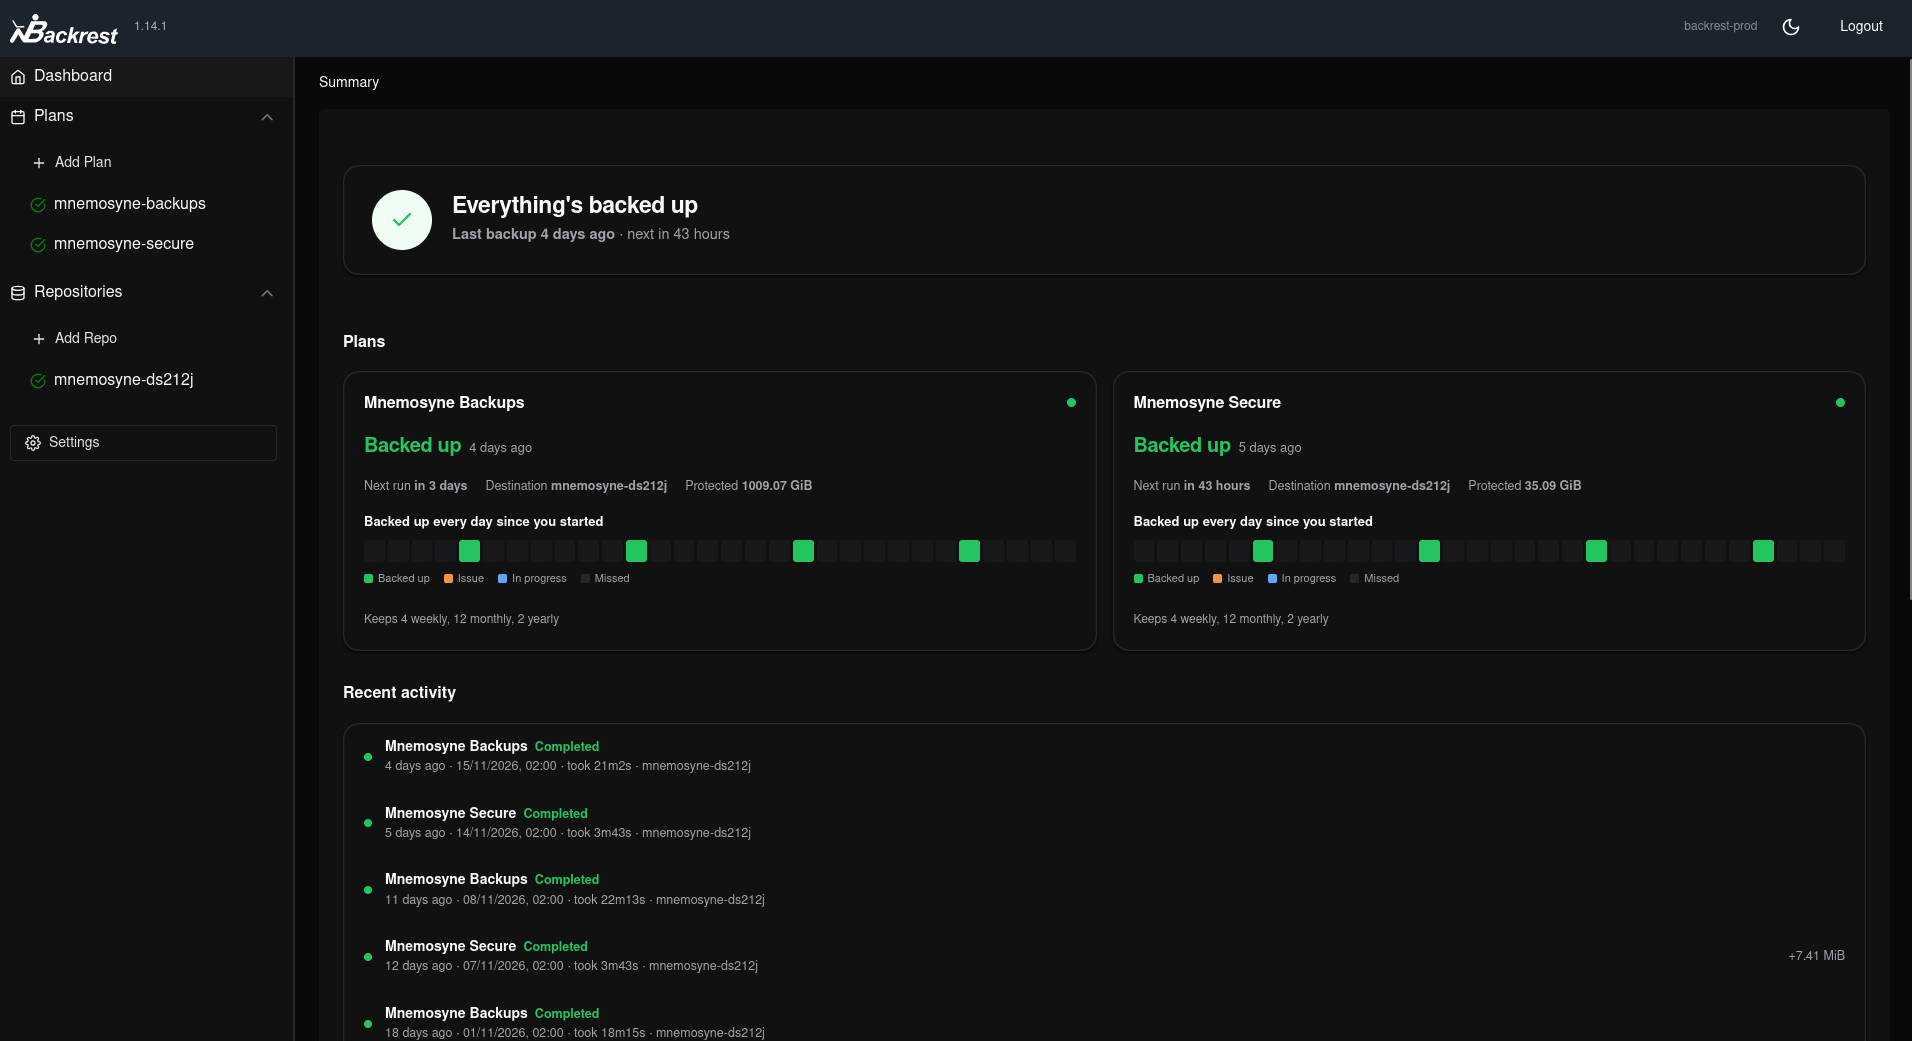 Backrest 1.14.1 backrest-prod Logout
Dashboard
Plans
Add Plan
mnemosyne-backups
mnemosyne-secure
Repositories
Add Repo
mnemosyne-ds212j
Settings
Summary
Everything's backed up
Last backup 4 days ago · next in 43 hours
Plans
Mnemosyne Backups
Backed up 4 days ago
Next run in 3 days Destination mnemosyne-ds212j Protected 1009.07 GiB
Backed up every day since you started
Backed up Issue In progress Missed
Keeps 4 weekly, 12 monthly, 2 yearly
Mnemosyne Secure
Backed up 5 days ago
Next run in 43 hours Destination mnemosyne-ds212j Protected 35.09 GiB
Backed up every day since you started
Backed up Issue In progress Missed
Keeps 4 weekly, 12 monthly, 2 yearly
Recent activity
Mnemosyne Backups Completed
4 days ago · 15/11/2026, 02:00 · took 21m2s · mnemosyne-ds212j
Mnemosyne Secure Completed
5 days ago · 14/11/2026, 02:00 · took 3m43s · mnemosyne-ds212j
Mnemosyne Backups Completed
11 days ago · 08/11/2026, 02:00 · took 22m13s · mnemosyne-ds212j
Mnemosyne Secure Completed
12 days ago · 07/11/2026, 02:00 · took 3m43s · mnemosyne-ds212j
+7.41 MiB
Mnemosyne Backups Completed
18 days ago · 01/11/2026, 02:00 · took 18m15s · mnemosyne-ds212j